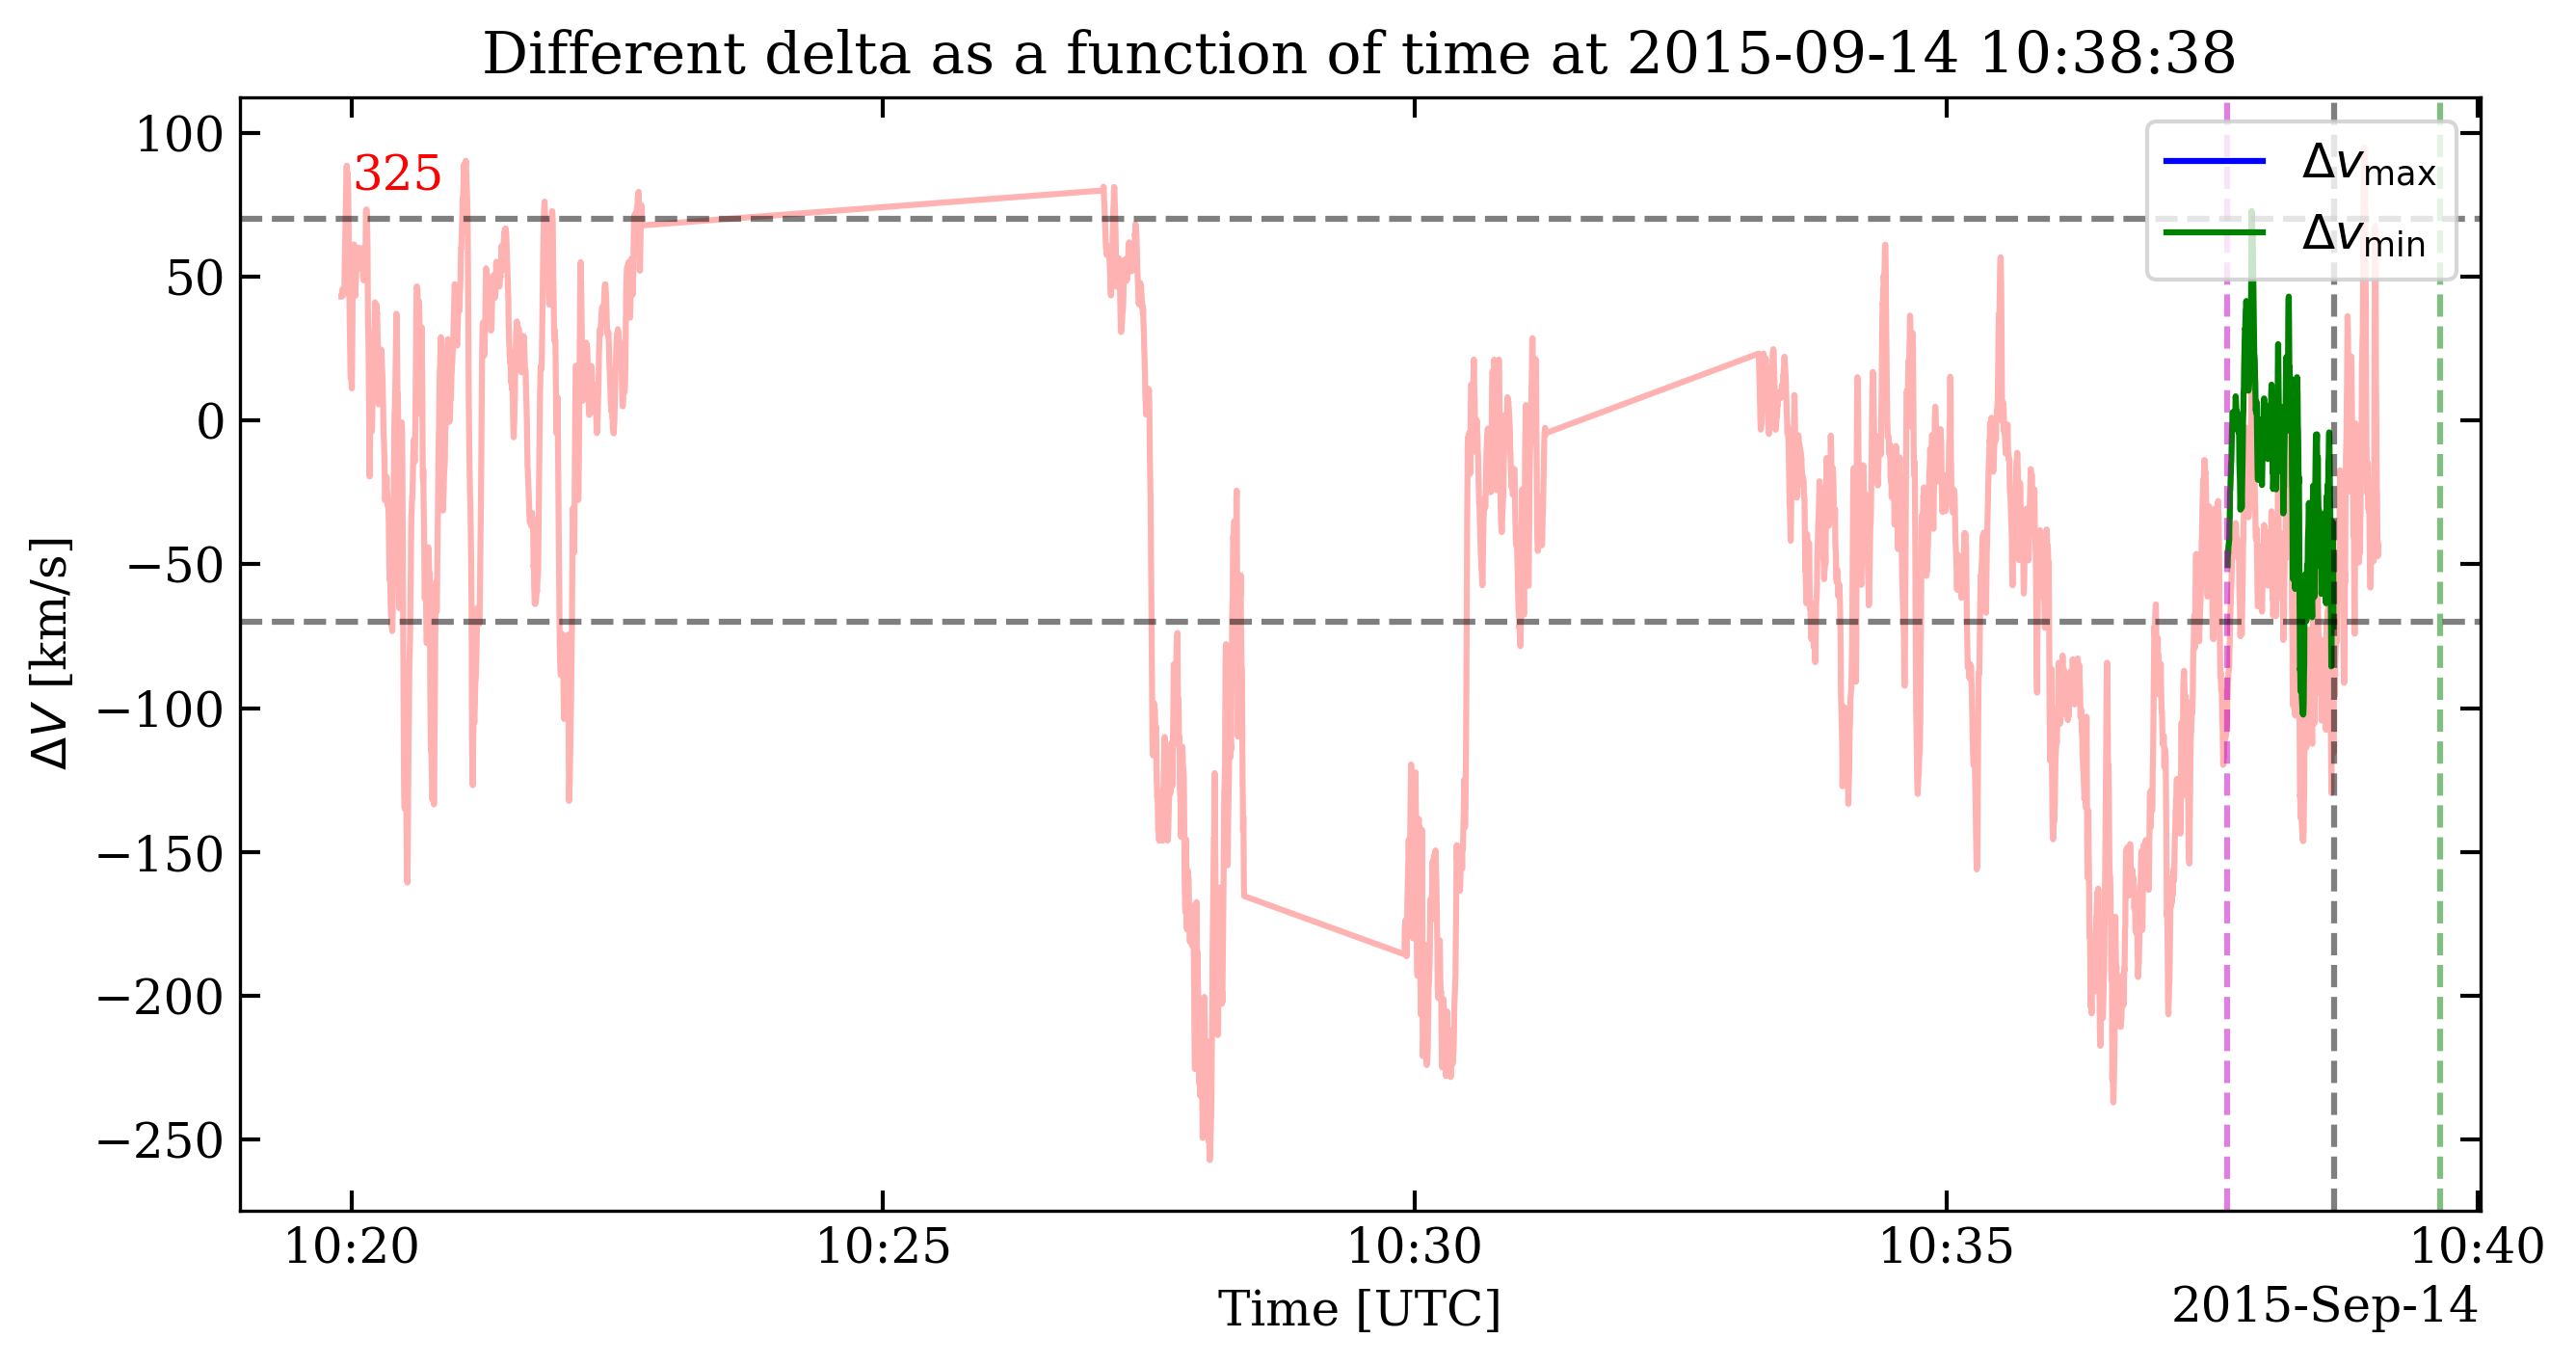 Different delta as a function of time at 2015-09-14 10:38:38
325
Δv_max
Δv_min
100
50
0
−50
−100
−150
−200
−250
ΔV [km/s]
10:20 10:25 10:30 10:35 10:40
Time [UTC]
2015-Sep-14